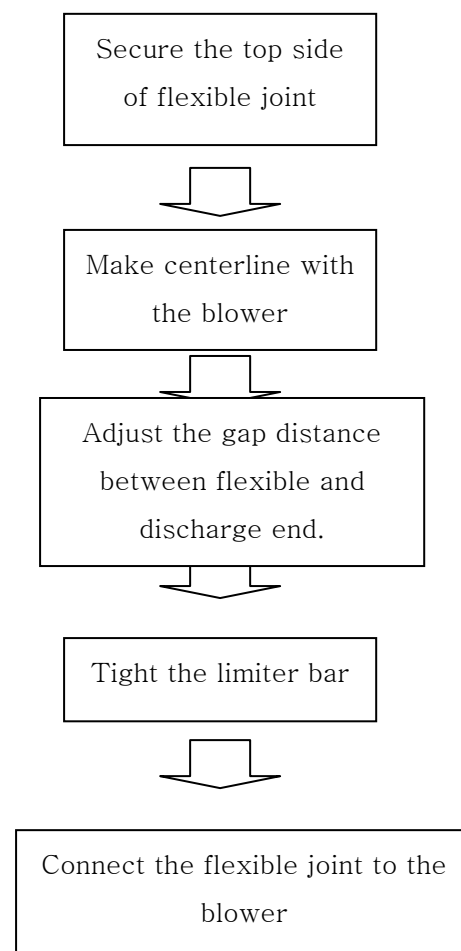 Secure the top side
of flexible joint
Make centerline with
the blower
Adjust the gap distance
between flexible and
discharge end.
Tight the limiter bar
Connect the flexible joint to the
blower